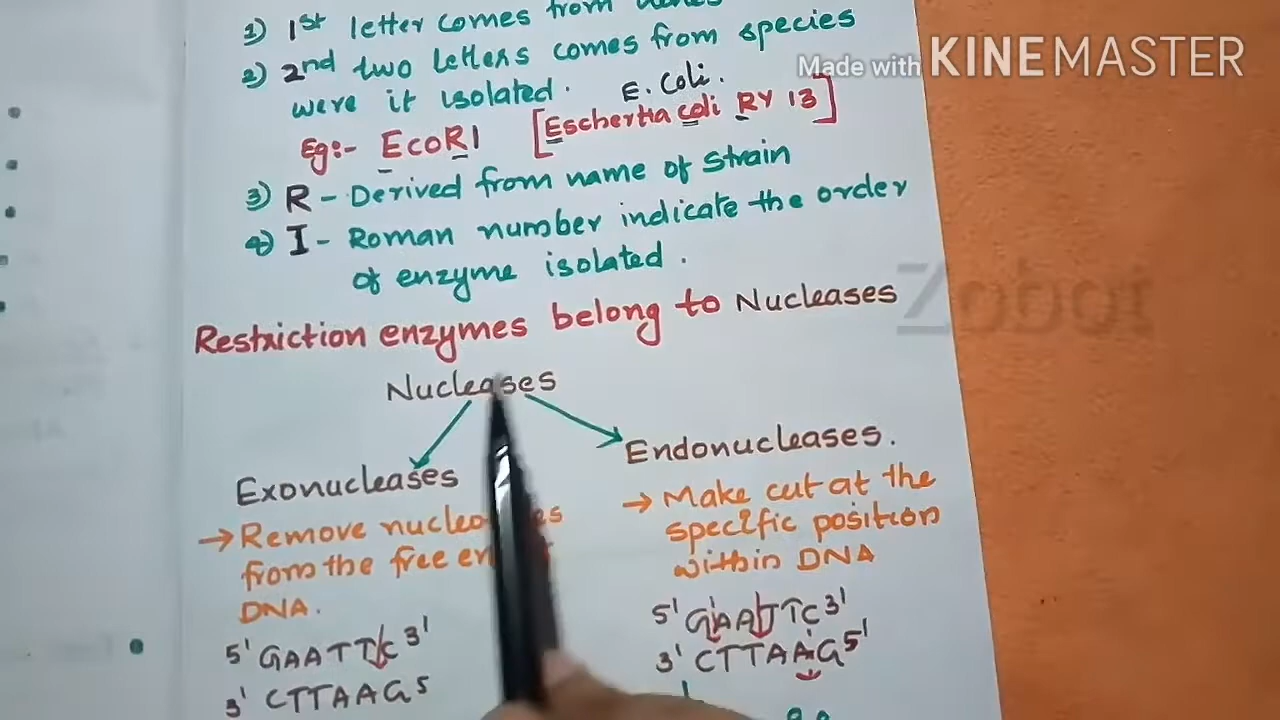 1) 1st letter comes from
2) 2nd two letters comes from species
were it isolated. E. Coli.
Eg:- EcoRI [Eschertia coli RY 13]
3) R - Derived from name of strain
4) I - Roman number indicate the order
of enzyme isolated.
Restriction enzymes belong to Nucleases
Nucleases
Exonucleases
→ Remove
from the free
DNA.
5' GAATTC 3'
3' CTTAAG 5
Endonucleases.
→ Make cut at the
specific position
within DNA
5' GAATTC 3'
3' CTTAAG 5'
Made with KINEMASTER